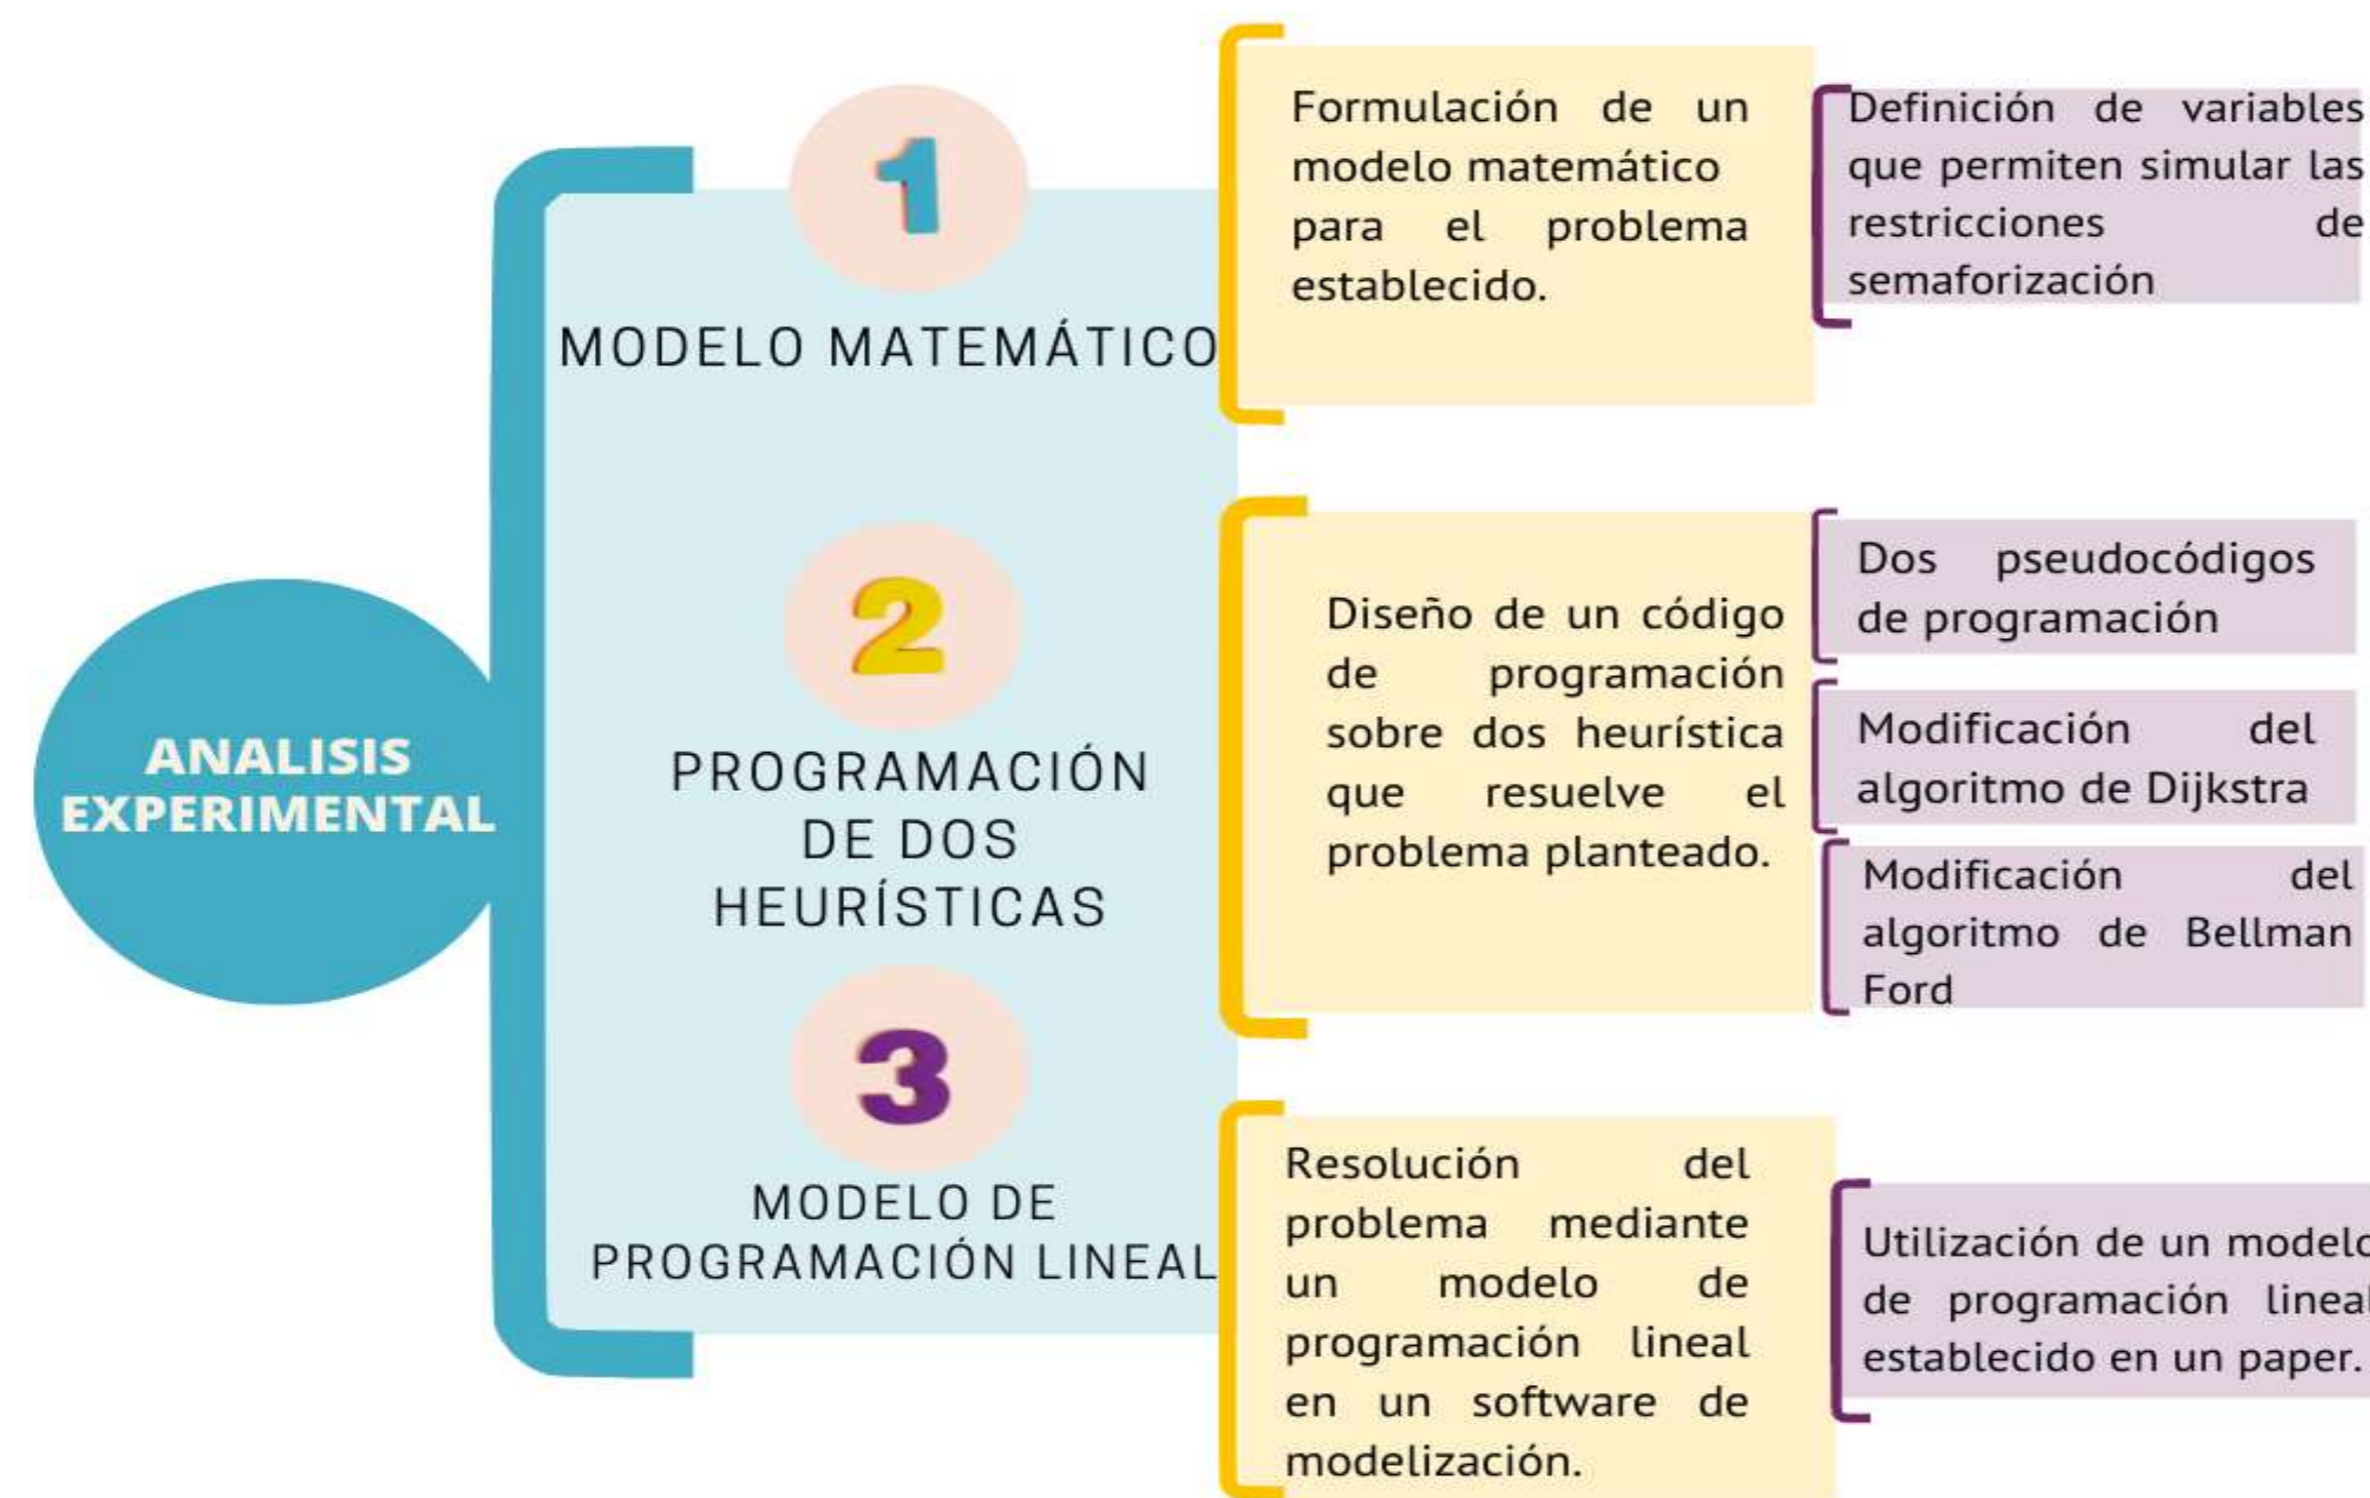 ANALISIS
EXPERIMENTAL
1
MODELO MATEMÁTICO
Formulación de un
modelo matemático
para el problema
establecido.
Definición de variables
que permiten simular las
restricciones de
semaforización
2
PROGRAMACIÓN
DE DOS
HEURÍSTICAS
Diseño de un código
de programación
sobre dos heurística
que resuelve el
problema planteado.
Dos pseudocódigos
de programación
Modificación del
algoritmo de Dijkstra
Modificación del
algoritmo de Bellman
Ford
3
MODELO DE
PROGRAMACIÓN LINEAL
Resolución del
problema mediante
un modelo de
programación lineal
en un software de
modelización.
Utilización de un modelo
de programación lineal
establecido en un paper.